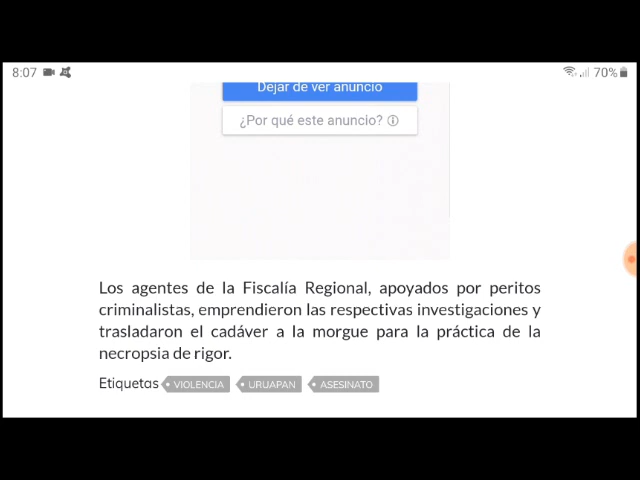 8:07
70%
Dejar de ver anuncio
¿Por qué este anuncio?
Los agentes de la Fiscalía Regional, apoyados por peritos
criminalistas, emprendieron las respectivas investigaciones y
trasladaron el cadáver a la morgue para la práctica de la
necropsia de rigor.
Etiquetas VIOLENCIA URUAPAN ASESINATO